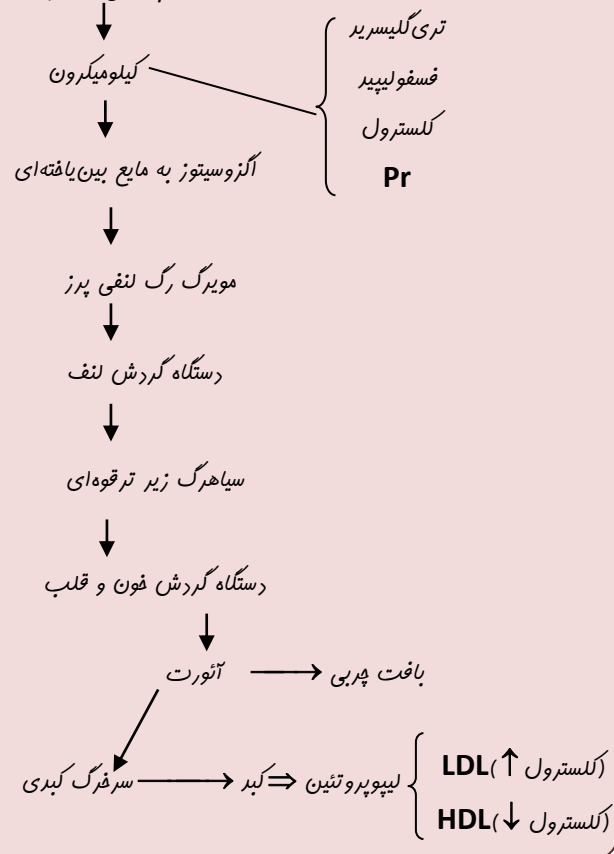 کیلومیکرون
تری‌گلیسرید
فسفولیپید
کلسترول
Pr
اگزوسیتوز به مایع بین‌یاخته‌ای
مویرگ رگ لنفی پرز
دستگاه گردش لنف
سیاهرگ زیر ترقوه‌ای
دستگاه گردش خون و قلب
آئورت → بافت چربی
سرخرگ کبدی → کبد ⇒ لیپوپروتئین
LDL(↑ کلسترول)
HDL(↓ کلسترول)